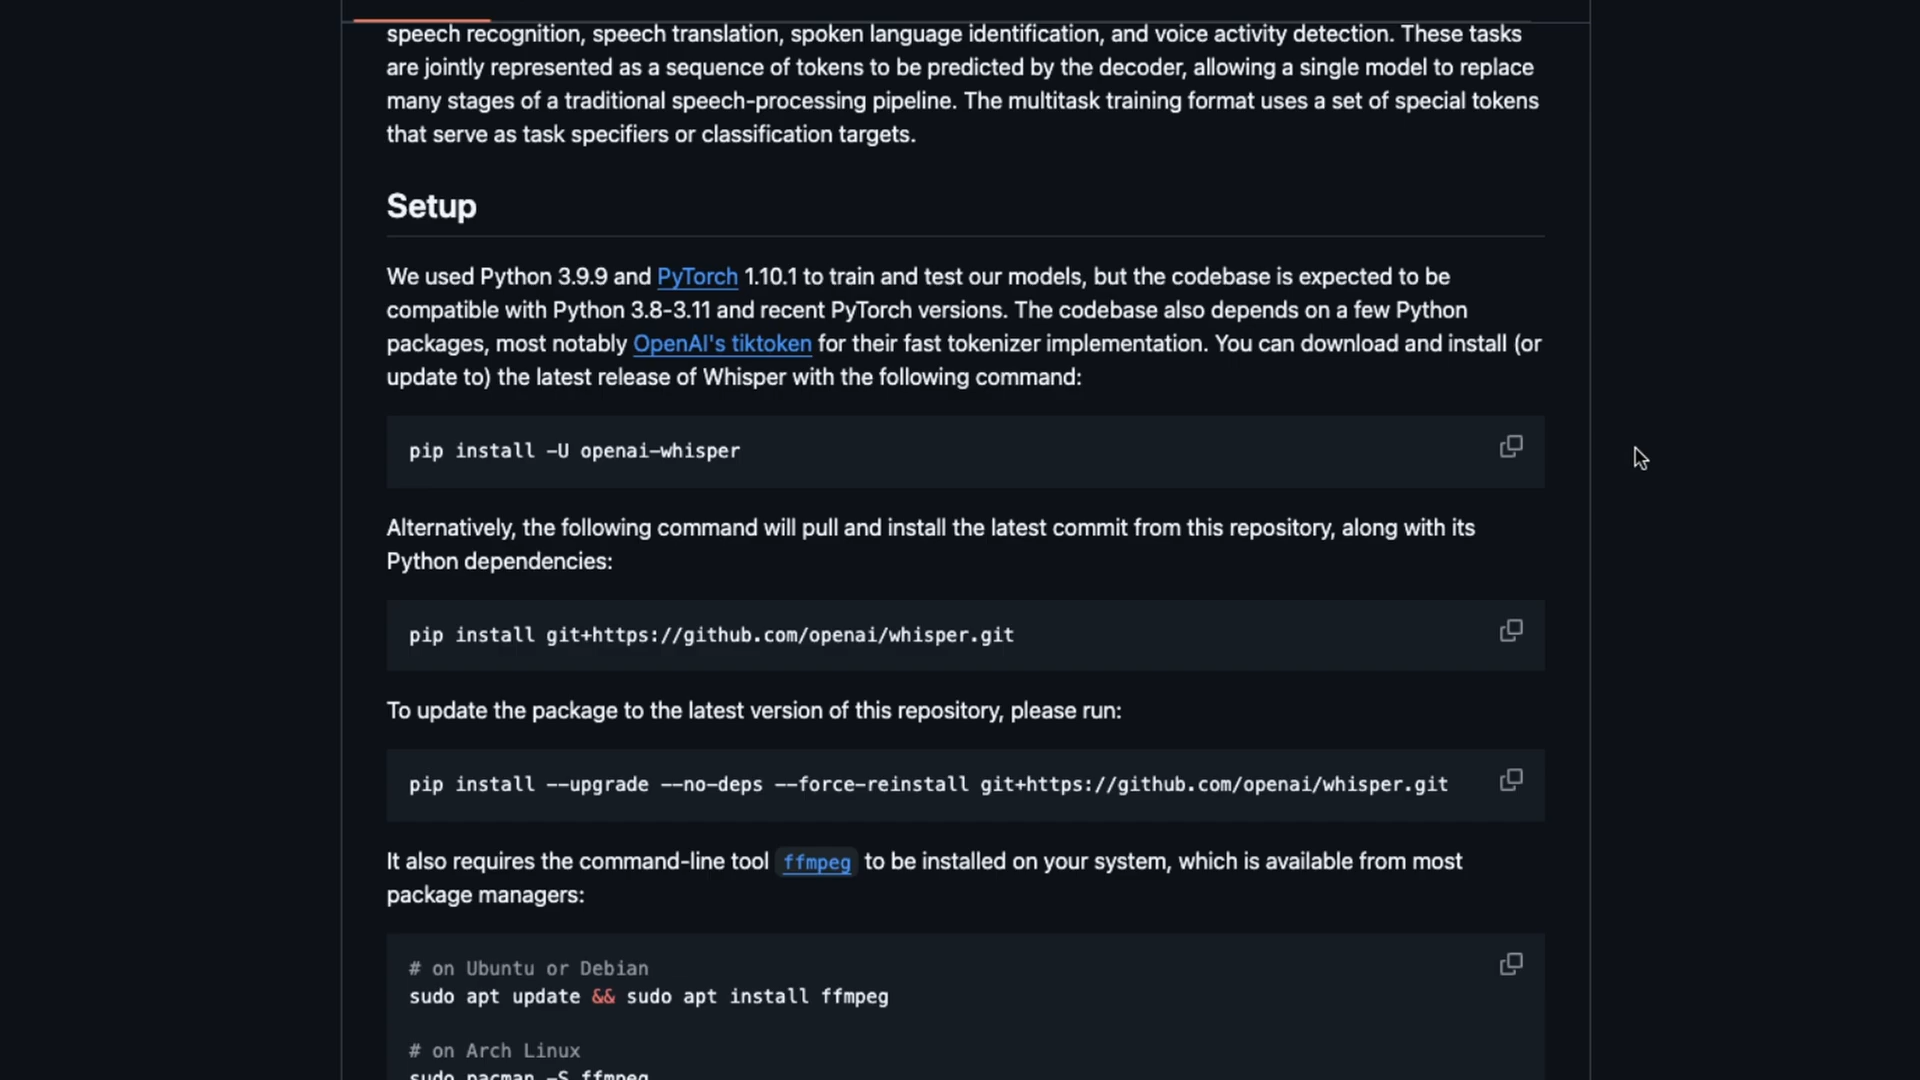 speech recognition, speech translation, spoken language identification, and voice activity detection. These tasks
are jointly represented as a sequence of tokens to be predicted by the decoder, allowing a single model to replace
many stages of a traditional speech-processing pipeline. The multitask training format uses a set of special tokens
that serve as task specifiers or classification targets.
Setup
We used Python 3.9.9 and PyTorch 1.10.1 to train and test our models, but the codebase is expected to be
compatible with Python 3.8-3.11 and recent PyTorch versions. The codebase also depends on a few Python
packages, most notably OpenAI's tiktoken for their fast tokenizer implementation. You can download and install (or
update to) the latest release of Whisper with the following command:
pip install -U openai-whisper
Alternatively, the following command will pull and install the latest commit from this repository, along with its
Python dependencies:
pip install git+https://github.com/openai/whisper.git
To update the package to the latest version of this repository, please run:
pip install --upgrade --no-deps --force-reinstall git+https://github.com/openai/whisper.git
It also requires the command-line tool ffmpeg to be installed on your system, which is available from most
package managers:
# on Ubuntu or Debian
sudo apt update && sudo apt install ffmpeg
# on Arch Linux
sudo pacman -S ffmpeg